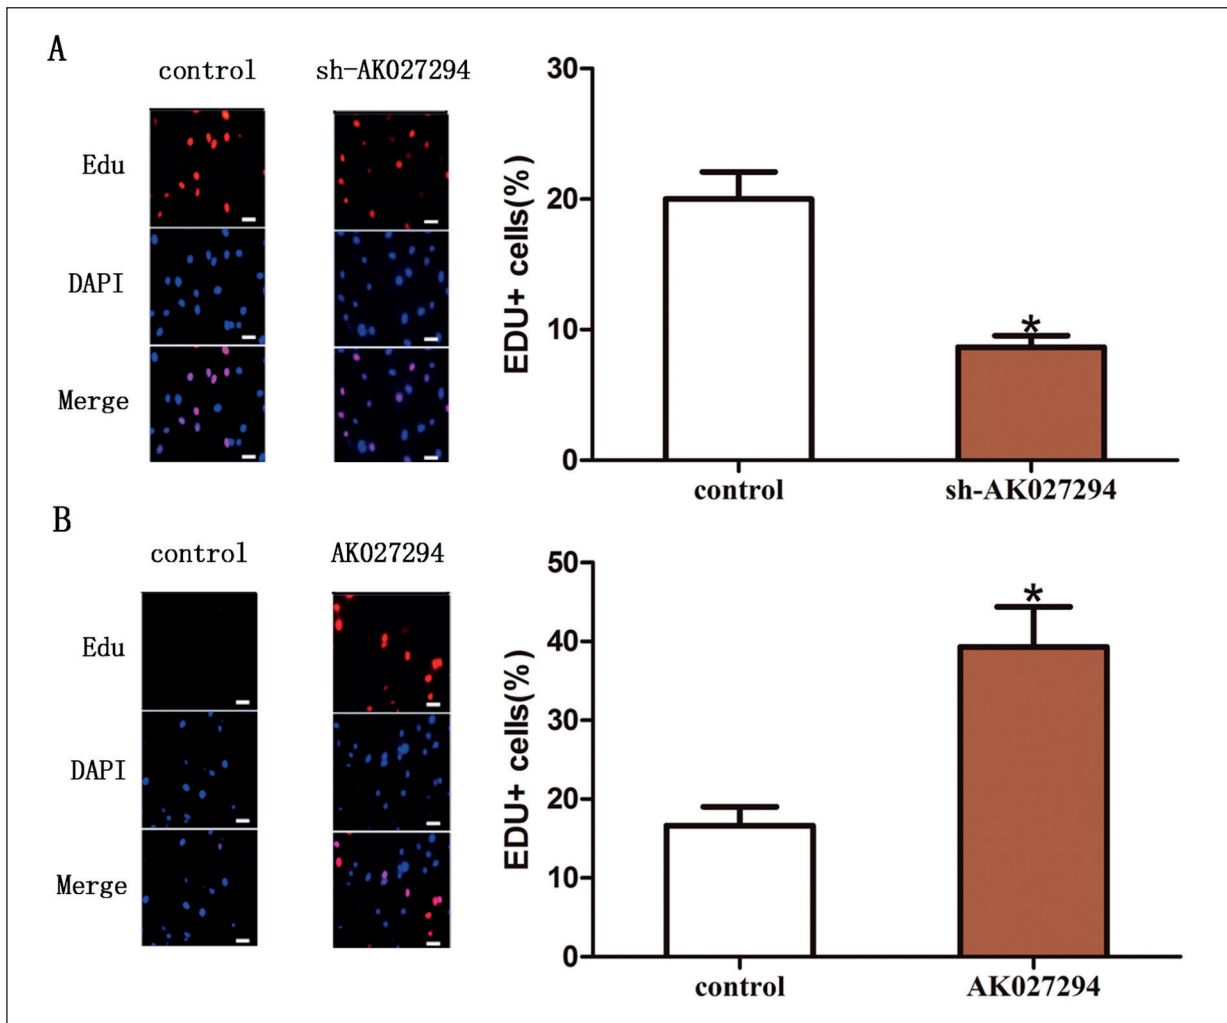 A
control sh-AK027294
Edu
DAPI
Merge
EDU+ cells(%)
30
20
10
0
*
control sh-AK027294
B
control AK027294
Edu
DAPI
Merge
EDU+ cells(%)
50
40
30
20
10
0
*
control AK027294